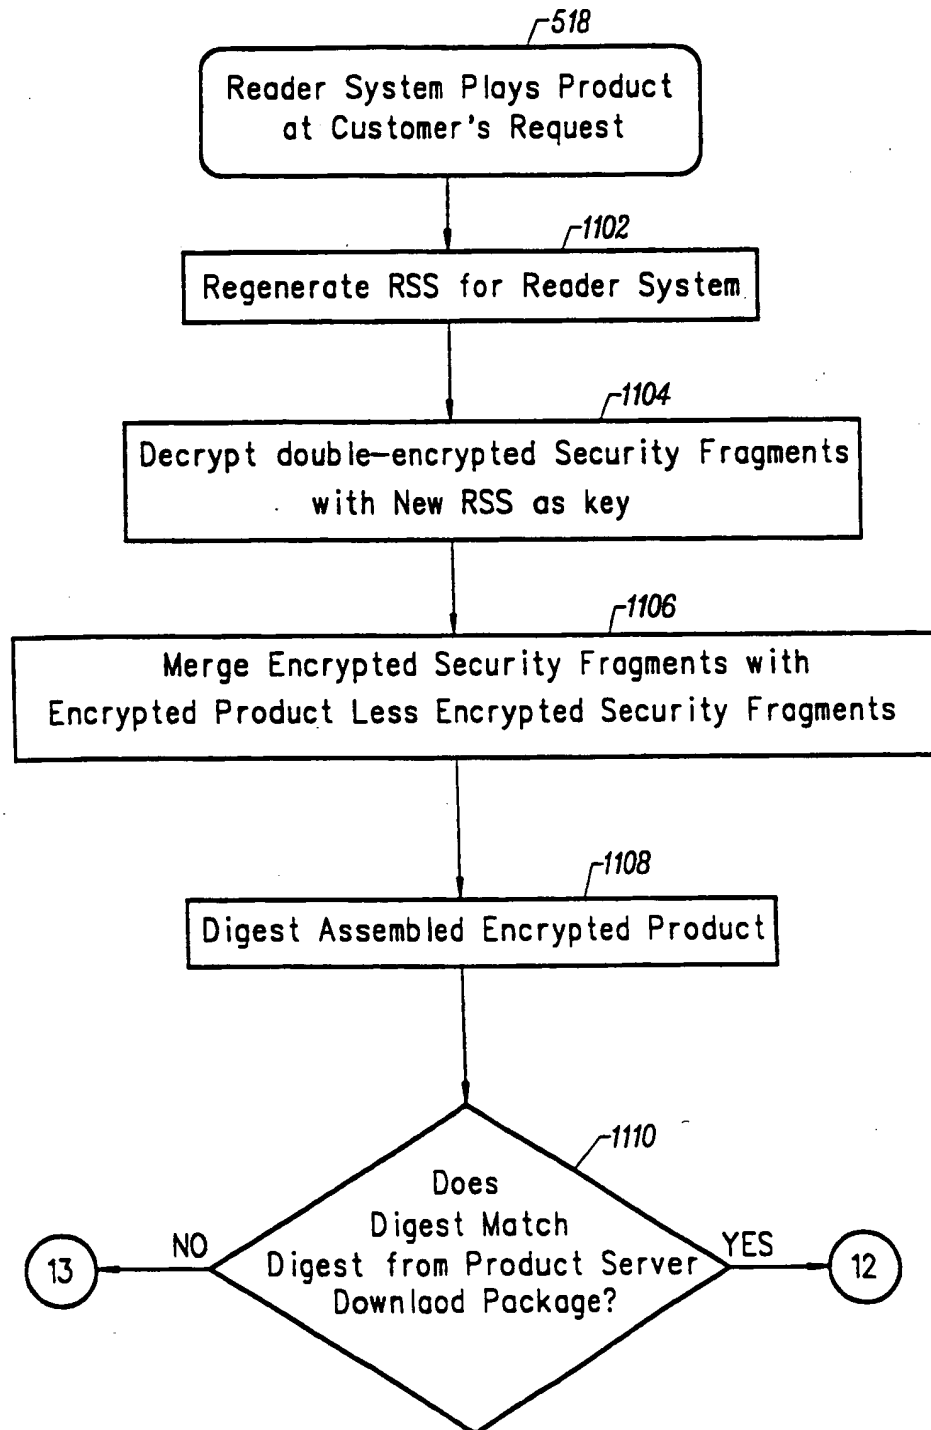 518
Reader System Plays Product
at Customer's Request
1102
Regenerate RSS for Reader System
1104
Decrypt double-encrypted Security Fragments
with New RSS as key
1106
Merge Encrypted Security Fragments with
Encrypted Product Less Encrypted Security Fragments
1108
Digest Assembled Encrypted Product
1110
Does
Digest Match
Digest from Product Server
Downlaod Package?
NO
YES
13
12